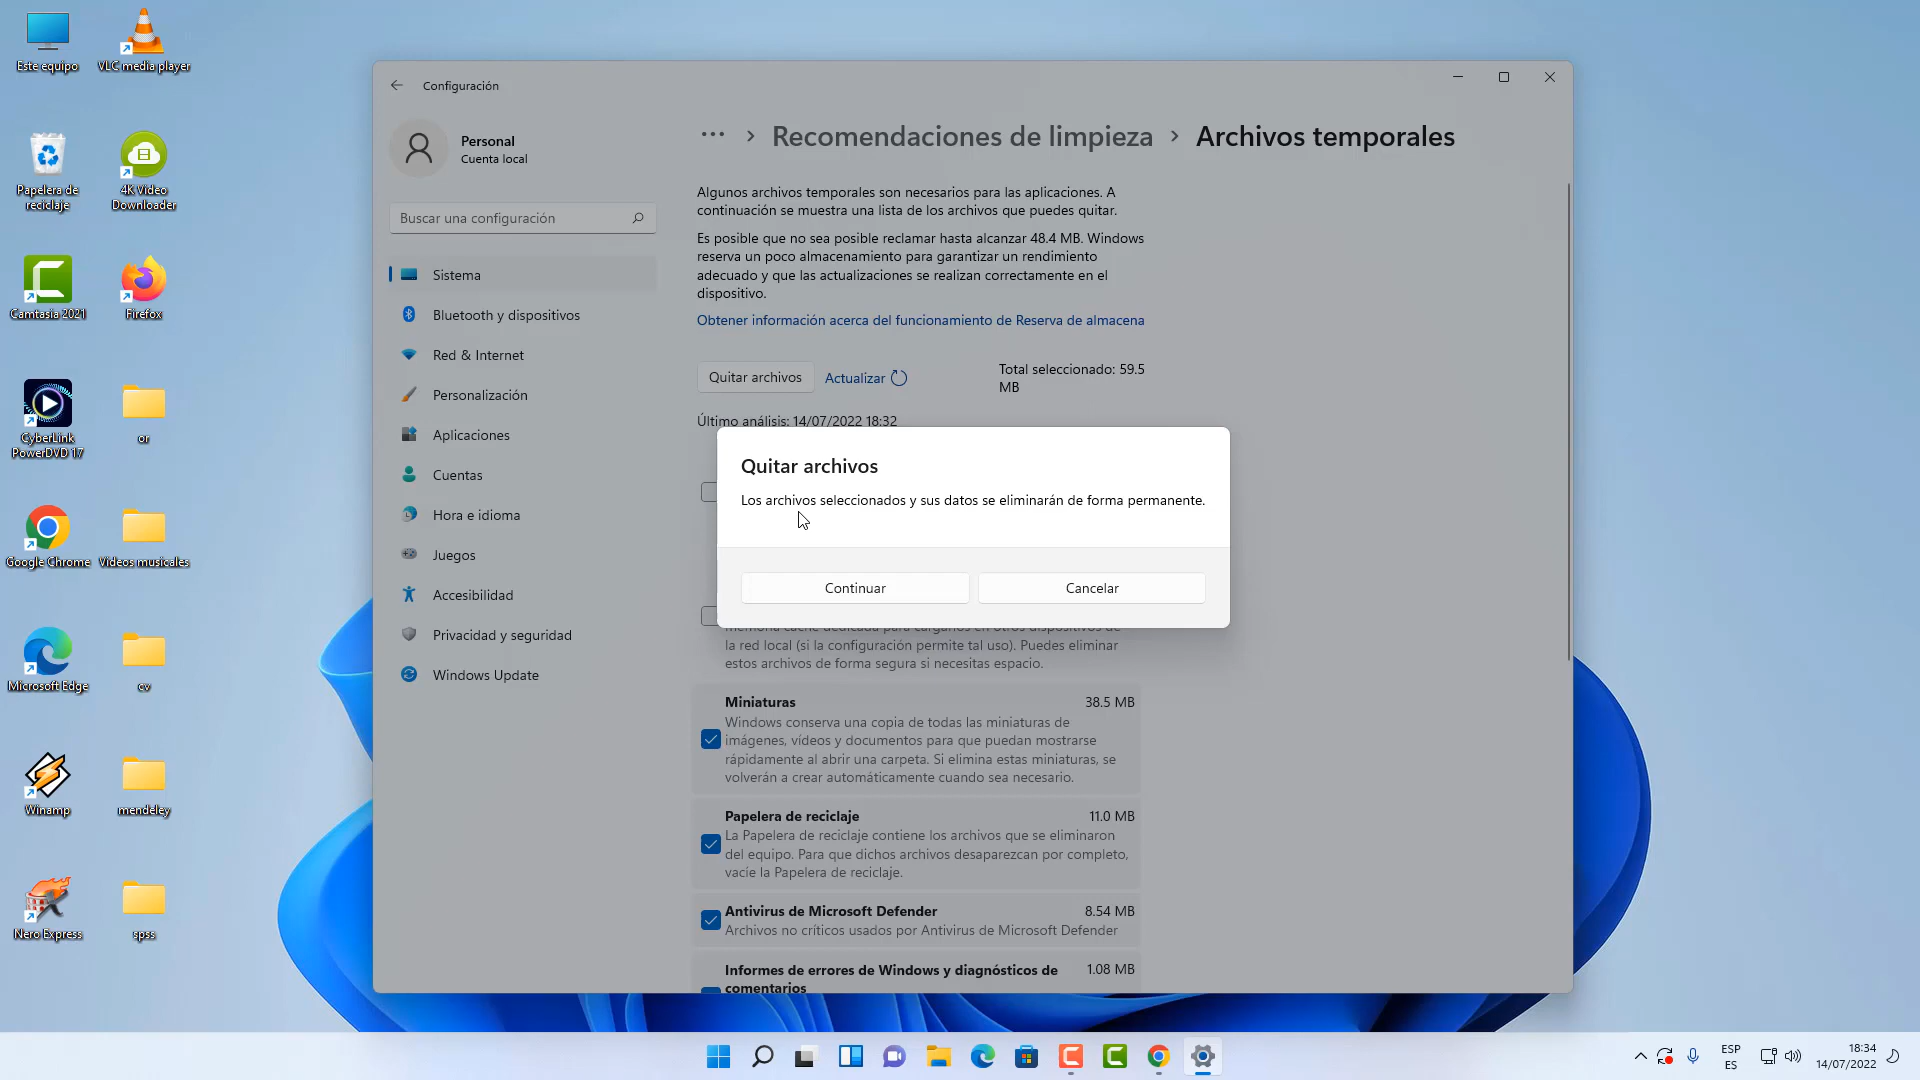 Este equipo
VLC media player
Papelera de
reciclaje
4K Video
Downloader
Camtasia 2021
Firefox
CyberLink
PowerDVD 17
or
Google Chrome
Videos musicales
Microsoft Edge
cv
Winamp
mendeley
Nero Express
spss
Configuración
Personal
Cuenta local
Buscar una configuración
Sistema
Bluetooth y dispositivos
Red & Internet
Personalización
Aplicaciones
Cuentas
Hora e idioma
Juegos
Accesibilidad
Privacidad y seguridad
Windows Update
··· > Recomendaciones de limpieza > Archivos temporales
Algunos archivos temporales son necesarios para las aplicaciones. A
continuación se muestra una lista de los archivos que puedes quitar.
Es posible que no sea posible reclamar hasta alcanzar 48.4 MB. Windows
reserva un poco almacenamiento para garantizar un rendimiento
adecuado y que las actualizaciones se realizan correctamente en el
dispositivo.
Obtener información acerca del funcionamiento de Reserva de almacena
Quitar archivos
Actualizar
Total seleccionado: 59.5
MB
Último análisis: 14/07/2022 18:32
Quitar archivos
Los archivos seleccionados y sus datos se eliminarán de forma permanente.
Continuar
Cancelar
memoria caché dedicada para cargarlos en otros dispositivos de
la red local (si la configuración permite tal uso). Puedes eliminar
estos archivos de forma segura si necesitas espacio.
Miniaturas 38.5 MB
Windows conserva una copia de todas las miniaturas de
imágenes, vídeos y documentos para que puedan mostrarse
rápidamente al abrir una carpeta. Si elimina estas miniaturas, se
volverán a crear automáticamente cuando sea necesario.
Papelera de reciclaje 11.0 MB
La Papelera de reciclaje contiene los archivos que se eliminaron
del equipo. Para que dichos archivos desaparezcan por completo,
vacíe la Papelera de reciclaje.
Antivirus de Microsoft Defender 8.54 MB
Archivos no críticos usados por Antivirus de Microsoft Defender
Informes de errores de Windows y diagnósticos de 1.08 MB
comentarios
ESP
ES
18:34
14/07/2022